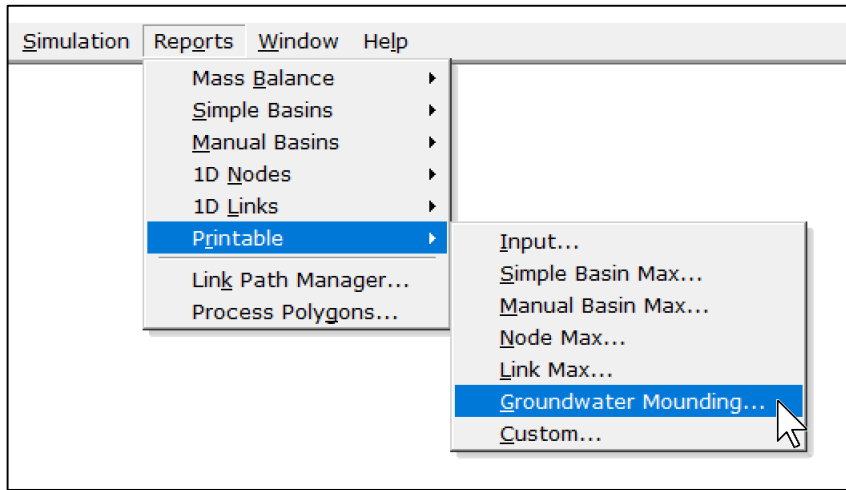 Simulation Reports Window Help
Mass Balance
Simple Basins
Manual Basins
1D Nodes
1D Links
Printable
Link Path Manager...
Process Polygons...
Input...
Simple Basin Max...
Manual Basin Max...
Node Max...
Link Max...
Groundwater Mounding...
Custom...